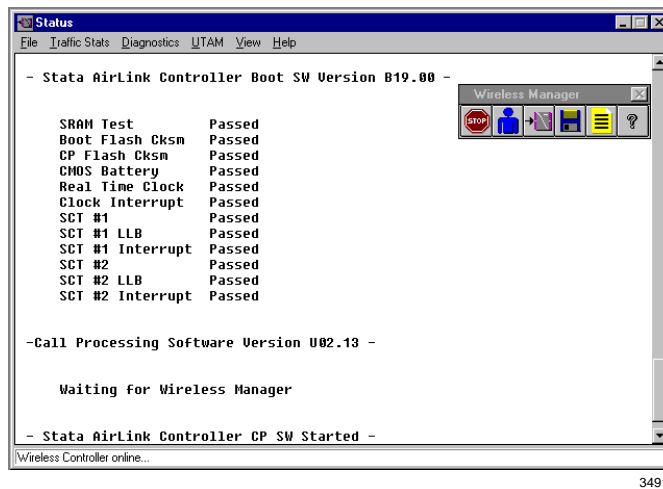 Status
File Traffic Stats Diagnostics UTAM View Help
- Stata AirLink Controller Boot SW Version B19.00 -
Wireless Manager
STOP
SRAM Test Passed
Boot Flash Cksm Passed
CP Flash Cksm Passed
CMOS Battery Passed
Real Time Clock Passed
Clock Interrupt Passed
SCT #1 Passed
SCT #1 LLB Passed
SCT #1 Interrupt Passed
SCT #2 Passed
SCT #2 LLB Passed
SCT #2 Interrupt Passed
-Call Processing Software Version U02.13 -
Waiting for Wireless Manager
- Stata AirLink Controller CP SW Started -
Wireless Controller online...
349